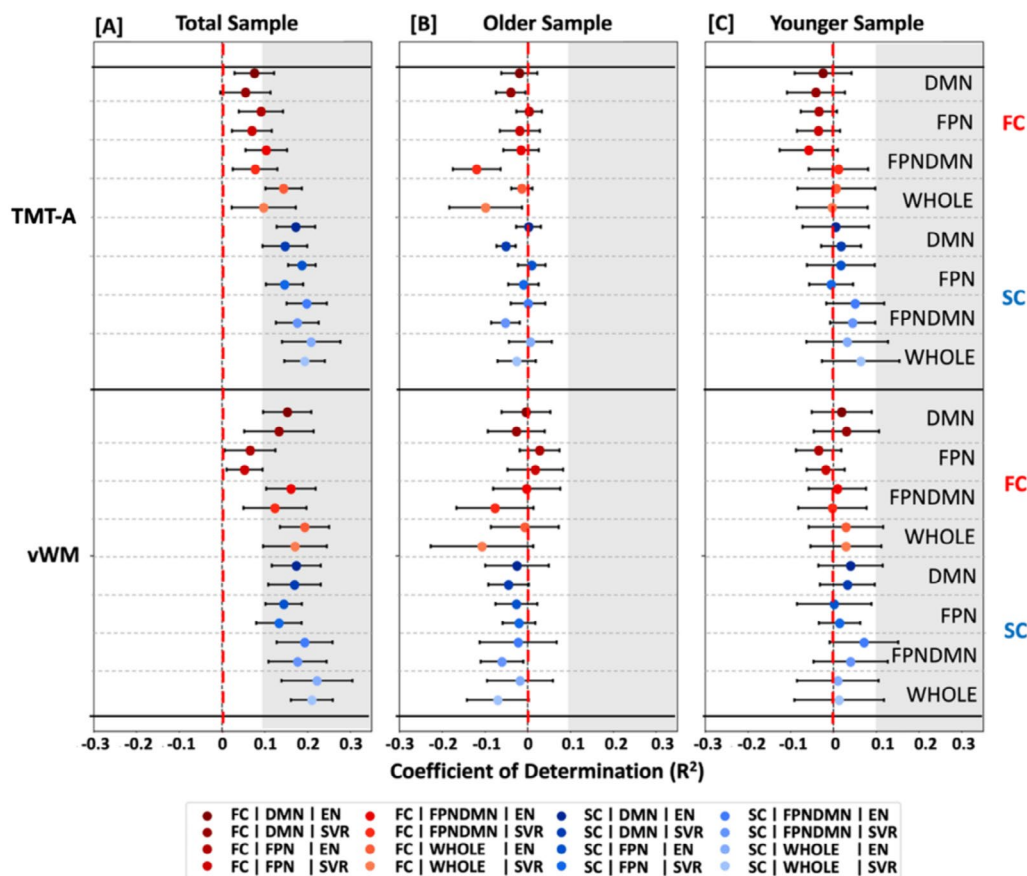 [A] Total Sample [B] Older Sample [C] Younger Sample
DMN
FPN
FC
FPNDMN
WHOLE
TMT-A
DMN
FPN
SC
FPNDMN
WHOLE
DMN
FPN
FC
FPNDMN
WHOLE
vWM
DMN
FPN
SC
FPNDMN
WHOLE
-0.3 -0.2 -0.1 0 0.1 0.2 0.3 -0.3 -0.2 -0.1 0 0.1 0.2 0.3 -0.3 -0.2 -0.1 0 0.1 0.2 0.3
Coefficient of Determination (R²)
FC | DMN | EN FC | FPNDMN | EN SC | DMN | EN SC | FPNDMN | EN
FC | DMN | SVR FC | FPNDMN | SVR SC | DMN | SVR SC | FPNDMN | SVR
FC | FPN | EN FC | WHOLE | EN SC | FPN | EN SC | WHOLE | EN
FC | FPN | SVR FC | WHOLE | SVR SC | FPN | SVR SC | WHOLE | SVR